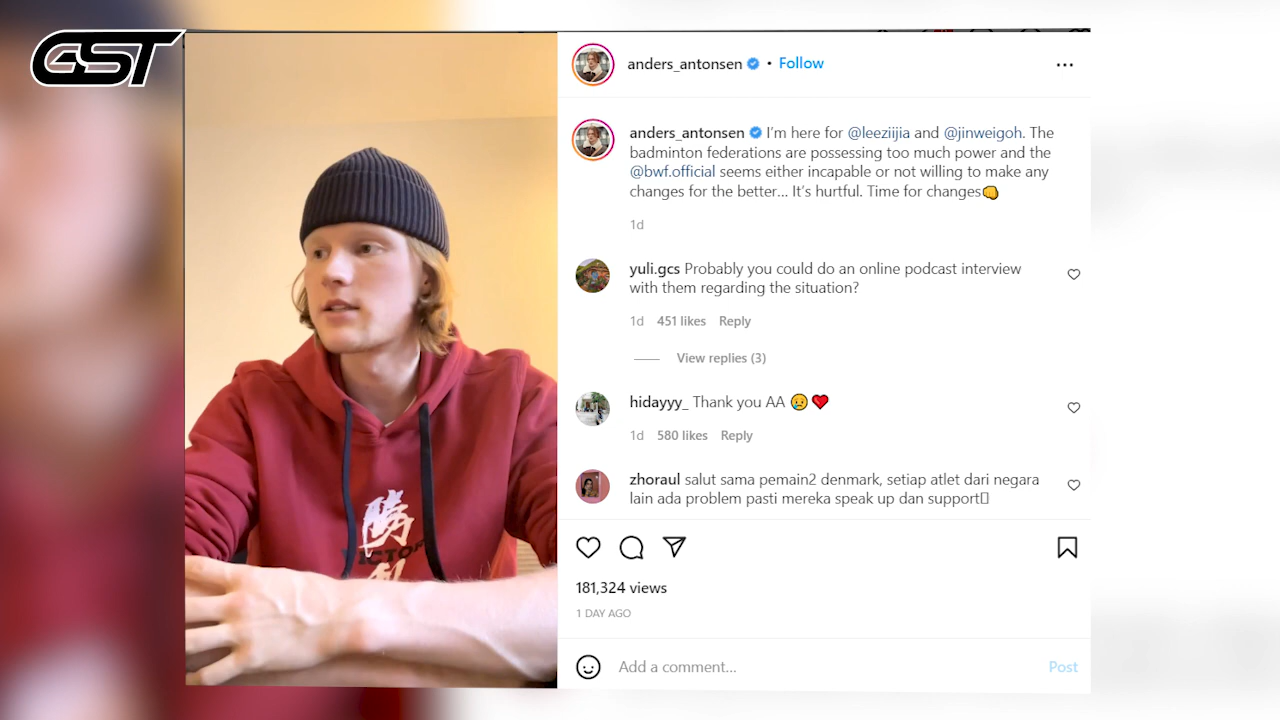 GST
anders_antonsen • Follow
anders_antonsen I'm here for @leeziijia and @jinweigoh. The
badminton federations are possessing too much power and the
@bwf.official seems either incapable or not willing to make any
changes for the better... It's hurtful. Time for changes👊
1d
yuli.gcs Probably you could do an online podcast interview
with them regarding the situation?
1d 451 likes Reply
View replies (3)
hidayyy_ Thank you AA 😥❤️
1d 580 likes Reply
zhoraul salut sama pemain2 denmark, setiap atlet dari negara
lain ada problem pasti mereka speak up dan support
181,324 views
1 DAY AGO
Add a comment... Post
勝